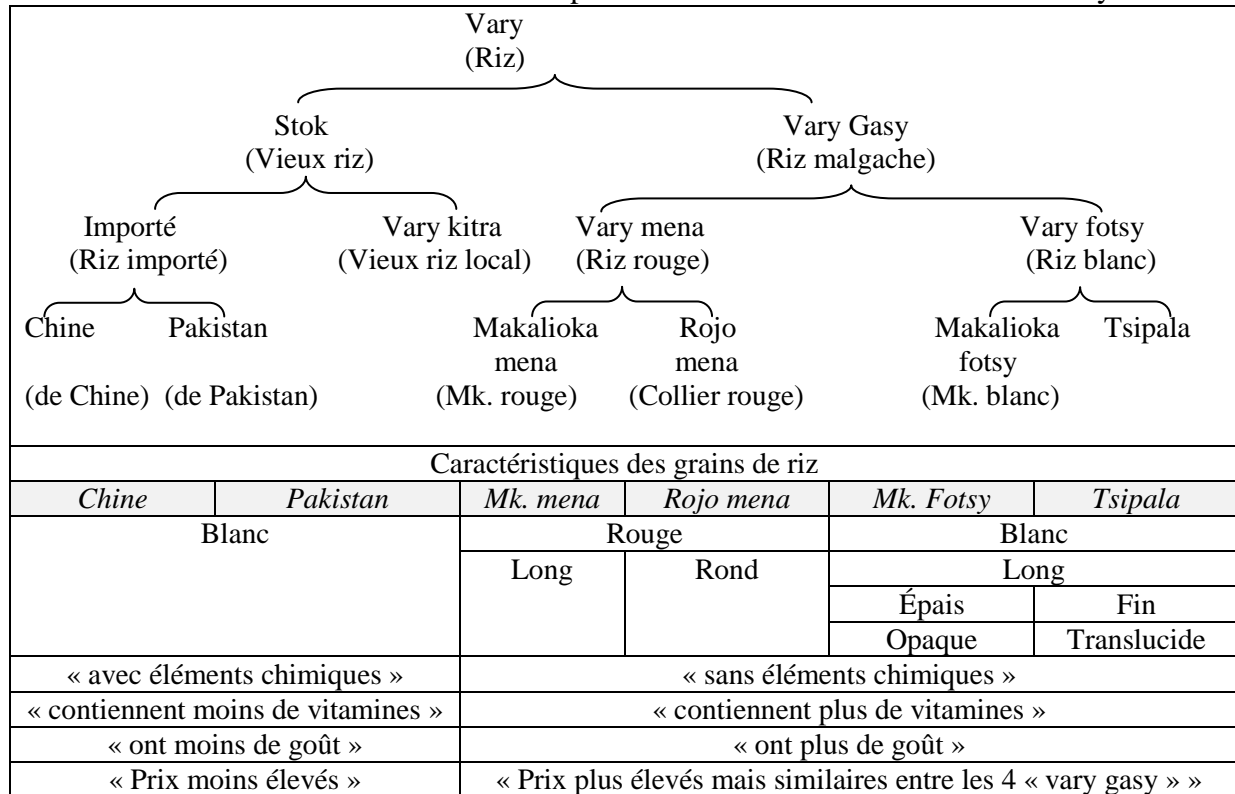 Vary
(Riz)
Stok Vary Gasy
(Vieux riz) (Riz malgache)
Importé Vary kitra Vary mena Vary fotsy
(Riz importé) (Vieux riz local) (Riz rouge) (Riz blanc)
Chine Pakistan Makalioka Rojo Makalioka Tsipala
mena mena fotsy
(de Chine) (de Pakistan) (Mk. rouge) (Collier rouge) (Mk. blanc)
Caractéristiques des grains de riz
Chine Pakistan Mk. mena Rojo mena Mk. Fotsy Tsipala
Blanc Rouge Blanc
Long Rond Long
Épais Fin
Opaque Translucide
« avec éléments chimiques » « sans éléments chimiques »
« contiennent moins de vitamines » « contiennent plus de vitamines »
« ont moins de goût » « ont plus de goût »
« Prix moins élevés » « Prix plus élevés mais similaires entre les 4 « vary gasy » »